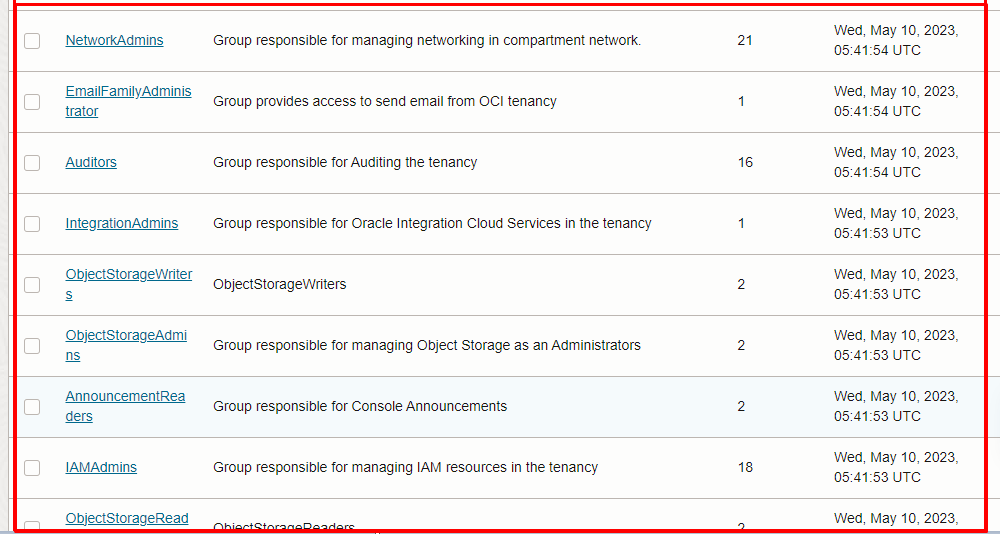 NetworkAdmins Group responsible for managing networking in compartment network. 21 Wed, May 10, 2023,
05:41:54 UTC
EmailFamilyAdminis Group provides access to send email from OCI tenancy 1 Wed, May 10, 2023,
trator 05:41:54 UTC
Auditors Group responsible for Auditing the tenancy 16 Wed, May 10, 2023,
05:41:54 UTC
IntegrationAdmins Group responsible for Oracle Integration Cloud Services in the tenancy 1 Wed, May 10, 2023,
05:41:53 UTC
ObjectStorageWriter ObjectStorageWriters 2 Wed, May 10, 2023,
s 05:41:53 UTC
ObjectStorageAdmi Group responsible for managing Object Storage as an Administrators 2 Wed, May 10, 2023,
ns 05:41:53 UTC
AnnouncementRea Group responsible for Console Announcements 2 Wed, May 10, 2023,
ders 05:41:53 UTC
IAMAdmins Group responsible for managing IAM resources in the tenancy 18 Wed, May 10, 2023,
05:41:53 UTC
ObjectStorageRead ObjectStorageReaders 2 Wed, May 10, 2023,